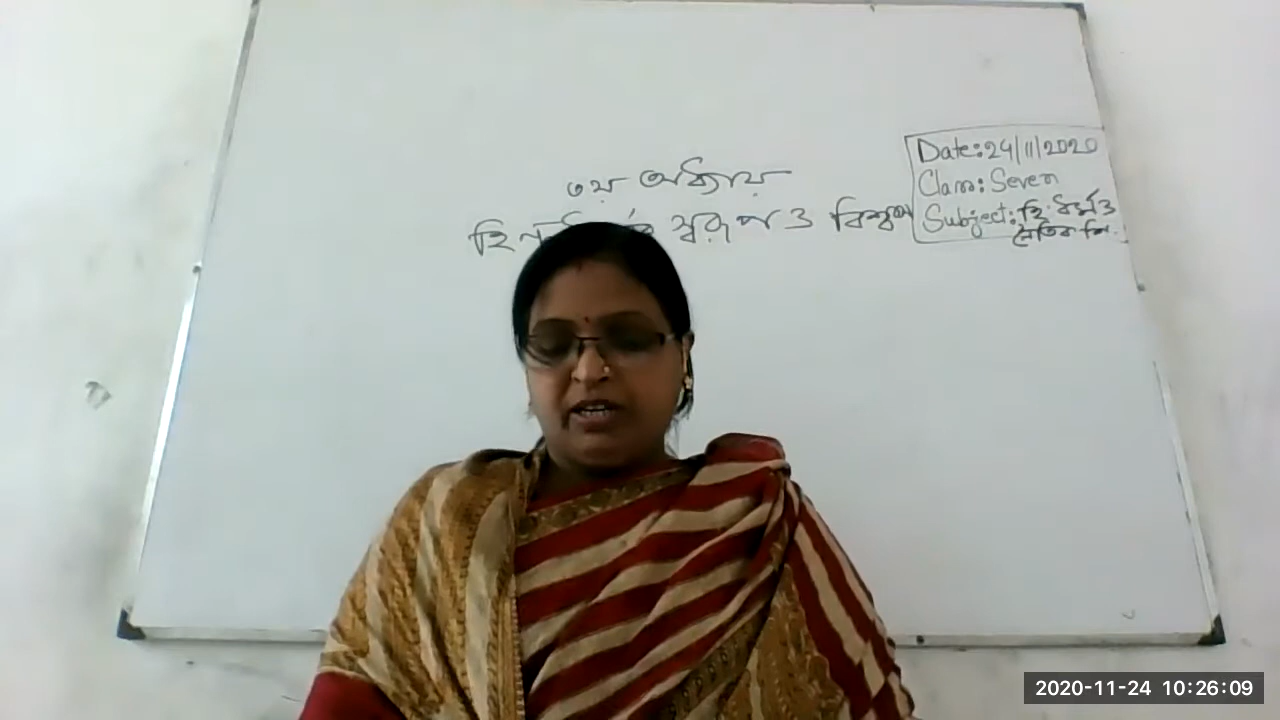 ৩য় অধ্যায়
স্বরূপ ও বিশ্বাস
Date: 24/11/2020
Class: Seven
Subject: হি. ধর্ম ও
নৈতিক শি.
2020-11-24 10:26:09